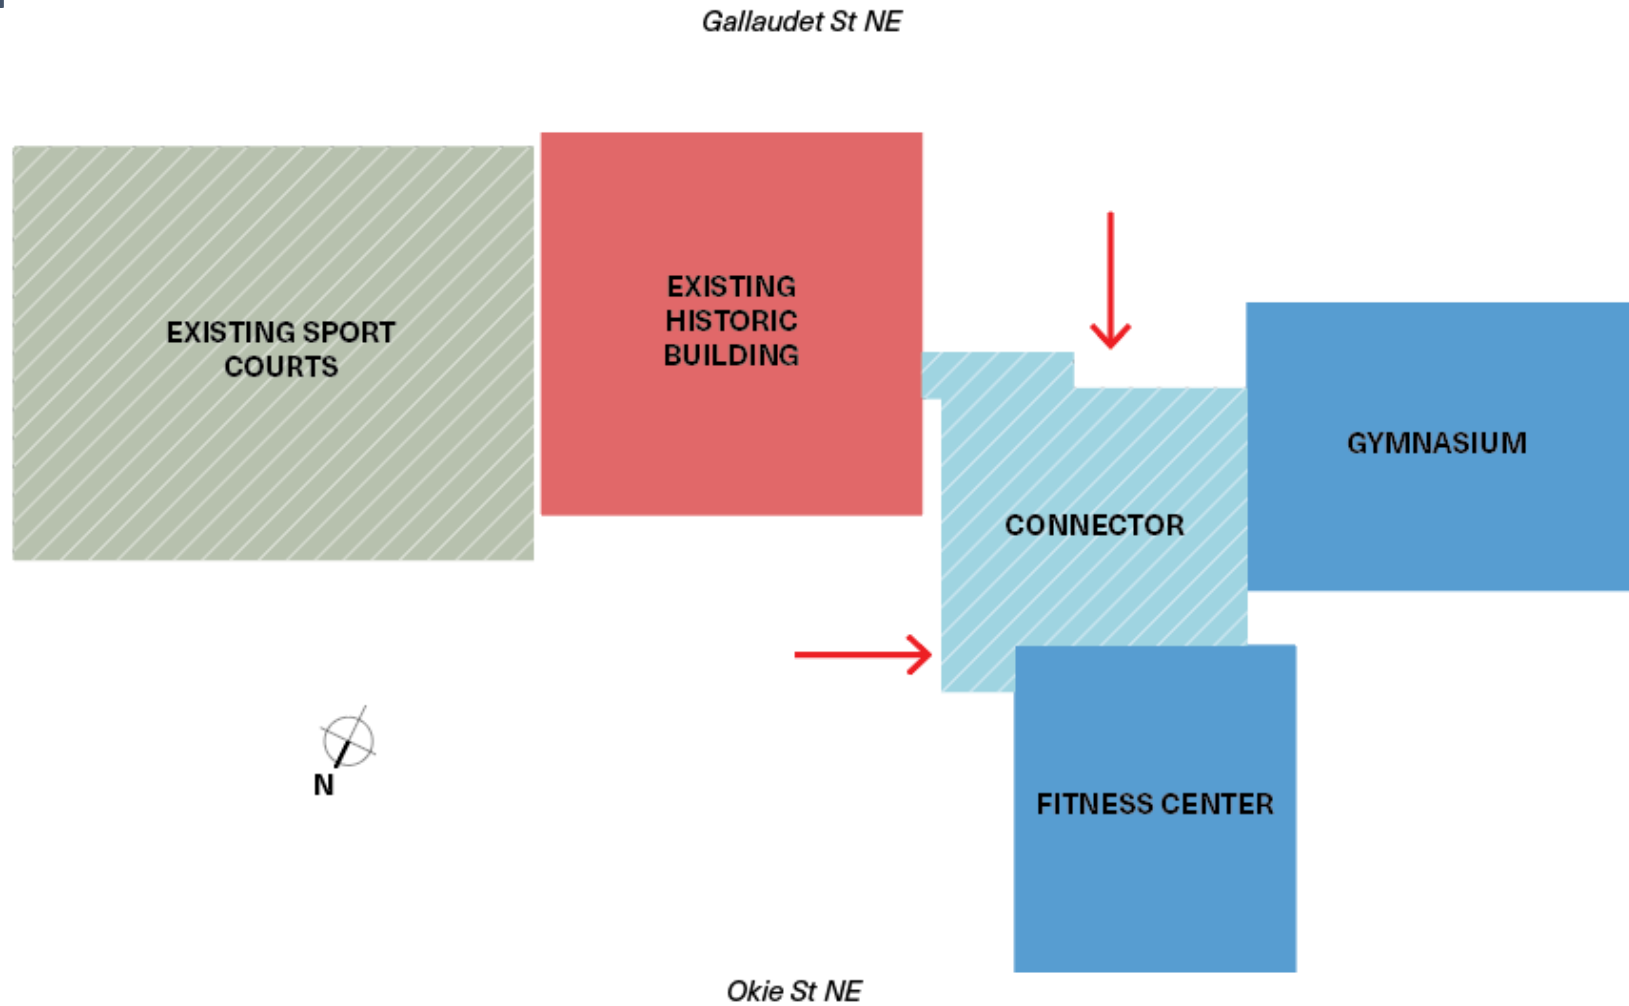 Gallaudet St NE
EXISTING SPORT
COURTS
EXISTING
HISTORIC
BUILDING
GYMNASIUM
CONNECTOR
N
FITNESS CENTER
Okie St NE